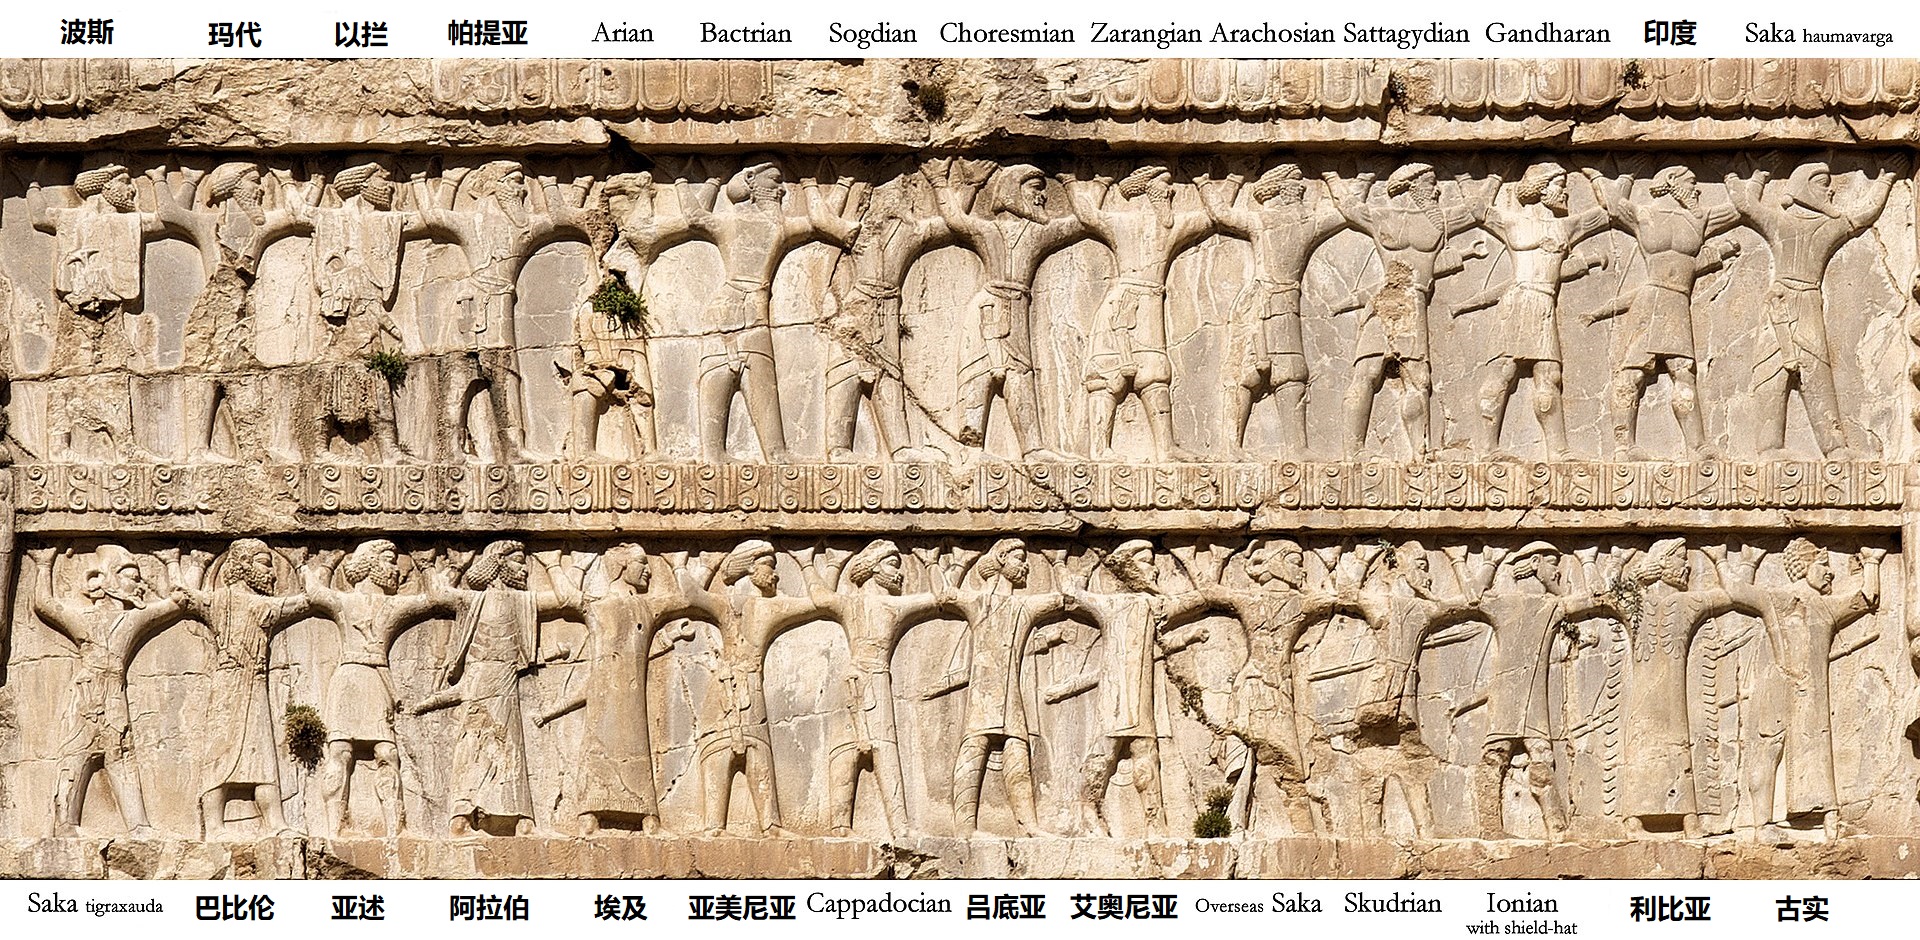 波斯 玛代 以拦 帕提亚 Arian Bactrian Sogdian Choresmian Zarangian Arachosian Sattagydian Gandharan 印度 Saka haumavarga
Saka tigraxauda 巴比伦 亚述 阿拉伯 埃及 亚美尼亚 Cappadocian 吕底亚 艾奥尼亚 Overseas Saka Skudrian Ionian 利比亚 古实
with shield-hat